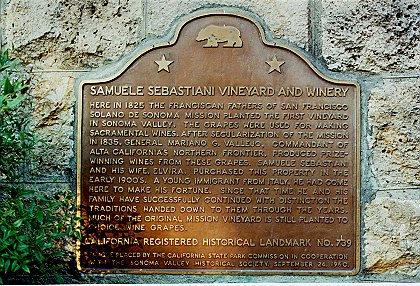 SAMUELE SEBASTIANI VINEYARD AND WINERY
HERE IN 1825 THE FRANCISCAN FATHERS OF SAN FRANCISCO
SOLANO DE SONOMA MISSION PLANTED THE FIRST VINEYARD
IN SONOMA VALLEY. THE GRAPES WERE USED FOR MAKING
SACRAMENTAL WINES. AFTER SECULARIZATION OF THE MISSION
IN 1835, GENERAL MARIANO G. VALLEJO, COMMANDANT OF
ALTA CALIFORNIA'S NORTHERN FRONTIER, PRODUCED PRIZE-
WINNING WINES FROM THESE GRAPES. SAMUELE SEBASTIANI
AND HIS WIFE, ELVIRA, PURCHASED THIS PROPERTY IN THE
EARLY 1900'S. A YOUNG IMMIGRANT FROM ITALY, HE HAD COME
HERE TO MAKE HIS FORTUNE. SINCE THAT TIME HE AND HIS
FAMILY HAVE SUCCESSFULLY CONTINUED WITH DISTINCTION THE
TRADITIONS HANDED DOWN TO THEM THROUGH THE YEARS.
MUCH OF THE ORIGINAL MISSION VINEYARD IS STILL PLANTED TO
CHOICE WINE GRAPES.
CALIFORNIA REGISTERED HISTORICAL LANDMARK NO. 739
PLACED BY THE CALIFORNIA STATE PARK COMMISSION IN COOPERATION
WITH THE SONOMA VALLEY HISTORICAL SOCIETY, SEPTEMBER 24, 1960.